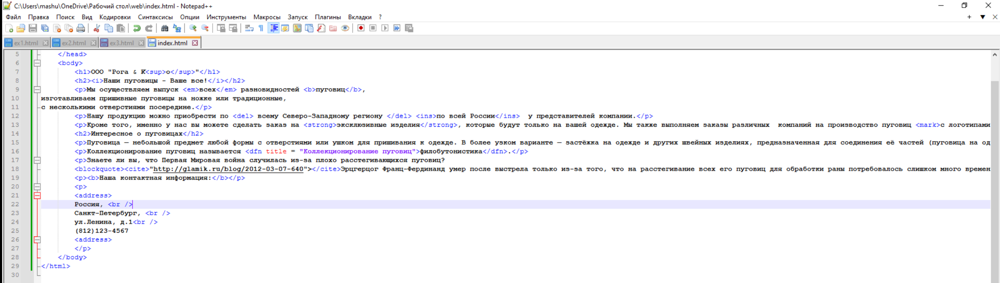 C:\Users\mashu\OneDrive\Рабочий стол\web\index.html - Notepad++
Файл Правка Поиск Вид Кодировки Синтаксисы Опции Инструменты Макросы Запуск Плагины Вкладки ?
ex1.html ex2.html ex3.html index.html
5 </head>
6 <body>
7 <h1>ООО "Рога & К<sup>о</sup>"</h1>
8 <h2><i>Наши пуговицы - Ваше все!</i></h2>
9 <p>Мы осуществляем выпуск <em>всех</em> разновидностей <b>пуговиц</b>,
10 изготавливаем пришивные пуговицы на ножке или традиционные,
11 с несколькими отверстиями посередине.</p>
12 <p>Нашу продукцию можно приобрести по <del> всему Северо-Западному региону </del> <ins>по всей России</ins>  у представителей компании.</p>
13 <p>Кроме того, именно у нас вы можете сделать заказ на <strong>эксклюзивные изделия</strong>, которые будут только на вашей одежде. Мы также выполняем заказы различных  компаний на производство пуговиц <mark>с логотипами
14 <h2>Интересное о пуговицах</h2>
15 <p>Пуговица — небольшой предмет любой формы с отверстиями или ушком для пришивания к одежде. В более узком варианте — застёжка на одежде и других швейных изделиях, предназначенная для соединения её частей (пуговица на од
16 <p>Коллекционирование пуговиц называется <dfn title = "Коллекционирование пуговиц">филобутонистика</dfn>.</p>
17 <p>Знаете ли вы, что Первая Мировая война случилась из-за плохо расстегивающихся пуговиц?
18 <blockquote><cite>"http://glamik.ru/blog/2012-03-07-640"></cite>Эрцгерцог Франц-Фердинанд умер после выстрела только из-за того, что на расстегивание всех его пуговиц для обработки раны потребовалось слишком много времен
19 <p><b>Наша контактная информация:</b></p>
20 <p>
21 <address>
22 Россия, <br />
23 Санкт-Петербург, <br />
24 ул.Ленина, д.1<br />
25 (812)123-4567
26 <address>
27 </p>
28 </body>
29 </html>
30